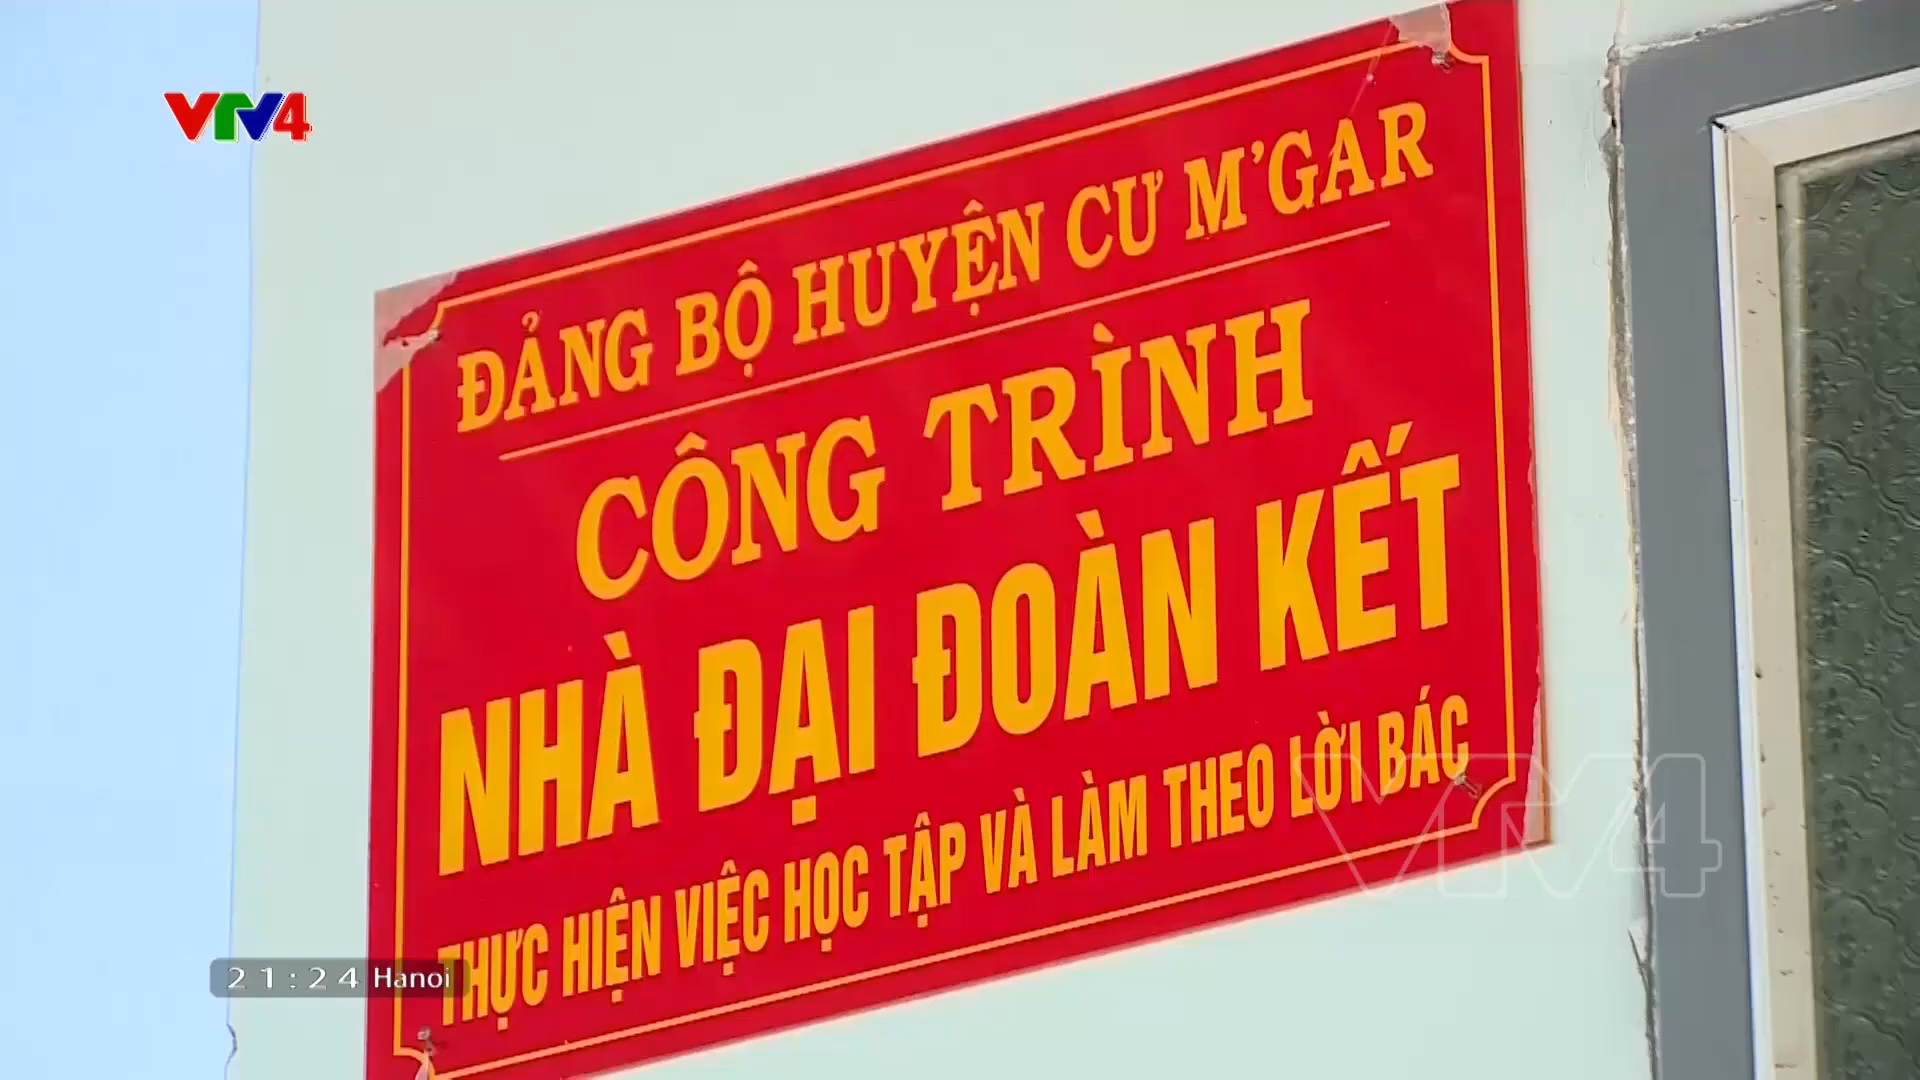 VTV4
ĐẢNG BỘ HUYỆN CƯ M'GAR
CÔNG TRÌNH
NHÀ ĐẠI ĐOÀN KẾT
THỰC HIỆN VIỆC HỌC TẬP VÀ LÀM THEO LỜI BÁC
VTV4
21:24 Hanoi